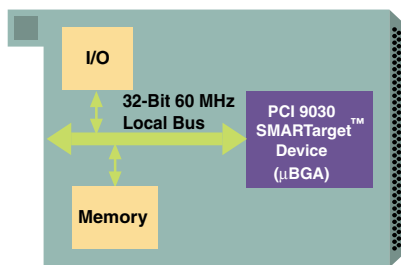 I/O
32-Bit 60 MHz
Local Bus
PCI 9030
SMARTarget™
Device
(µBGA)
Memory